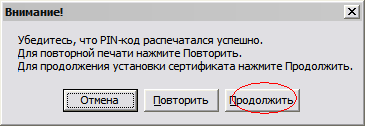 Внимание!
Убедитесь, что PIN-код распечатался успешно.
Для повторной печати нажмите Повторить.
Для продолжения установки сертификата нажмите Продолжить.
Отмена Повторить Продолжить